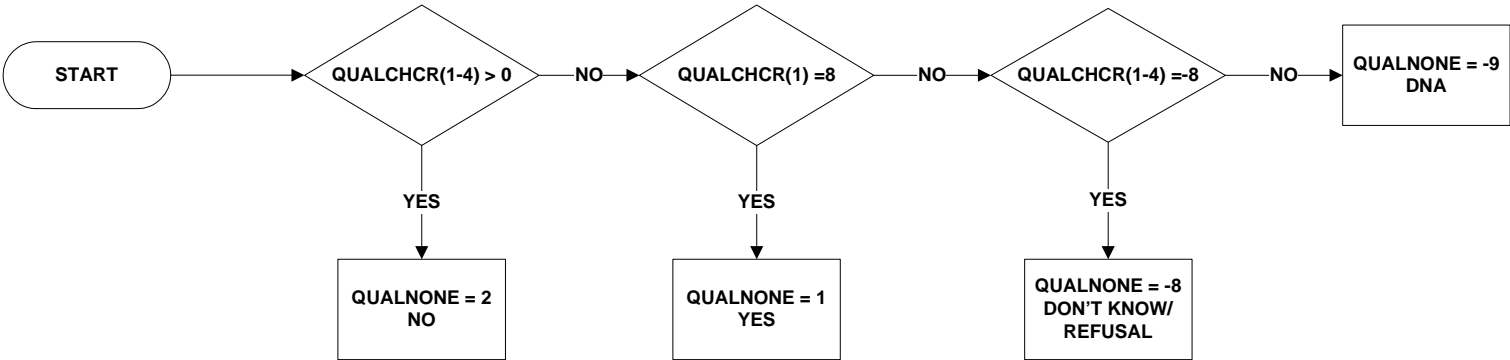 START
QUALCHCR(1-4) > 0
NO
QUALCHCR(1) =8
NO
QUALCHCR(1-4) =-8
NO
QUALNONE = -9
DNA
YES
YES
YES
QUALNONE = 2
NO
QUALNONE = 1
YES
QUALNONE = -8
DON'T KNOW/
REFUSAL